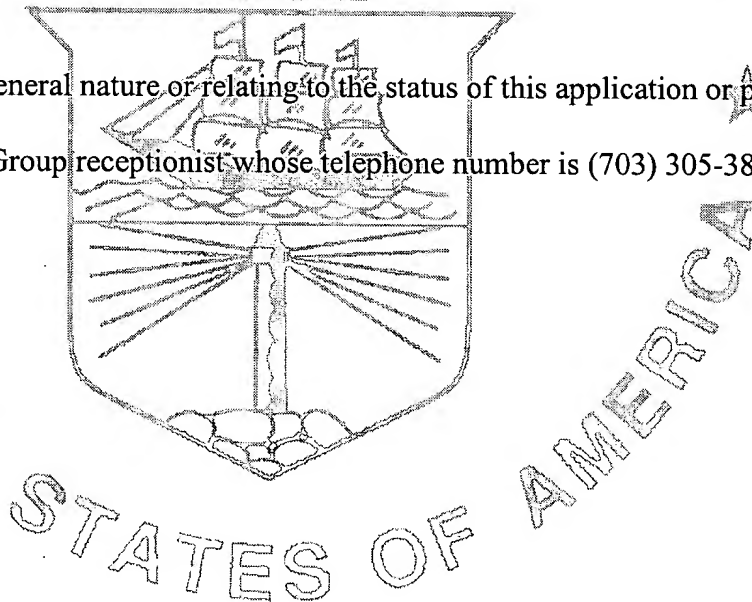 eneral nature or relating to the status of this application or p
Group receptionist whose telephone number is (703) 305-38
STATES OF AMERICA